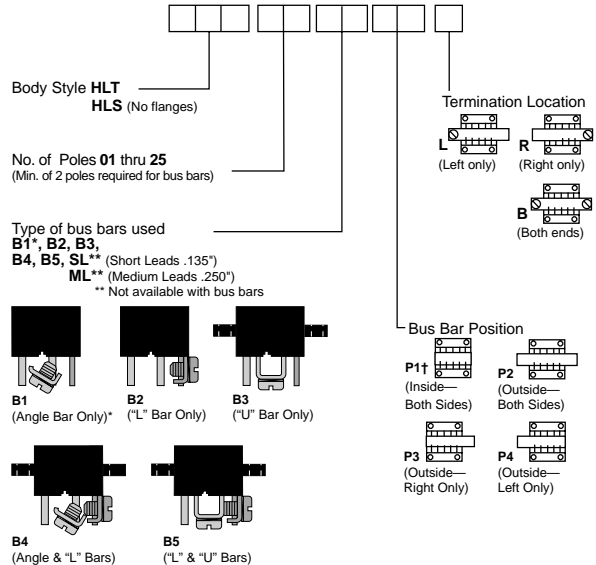 Body Style HLT
HLS (No flanges)
No. of Poles 01 thru 25
(Min. of 2 poles required for bus bars)
Type of bus bars used
B1*, B2, B3,
B4, B5, SL** (Short Leads .135")
ML** (Medium Leads .250")
** Not available with bus bars
B1
(Angle Bar Only)*
B2
("L" Bar Only)
B3
("U" Bar Only)
B4
(Angle & "L" Bars)
B5
("L" & "U" Bars)
Termination Location
L
(Left only)
R
(Right only)
B
(Both ends)
Bus Bar Position
P1†
(Inside—
Both Sides)
P2
(Outside—
Both Sides)
P3
(Outside—
Right Only)
P4
(Outside—
Left Only)